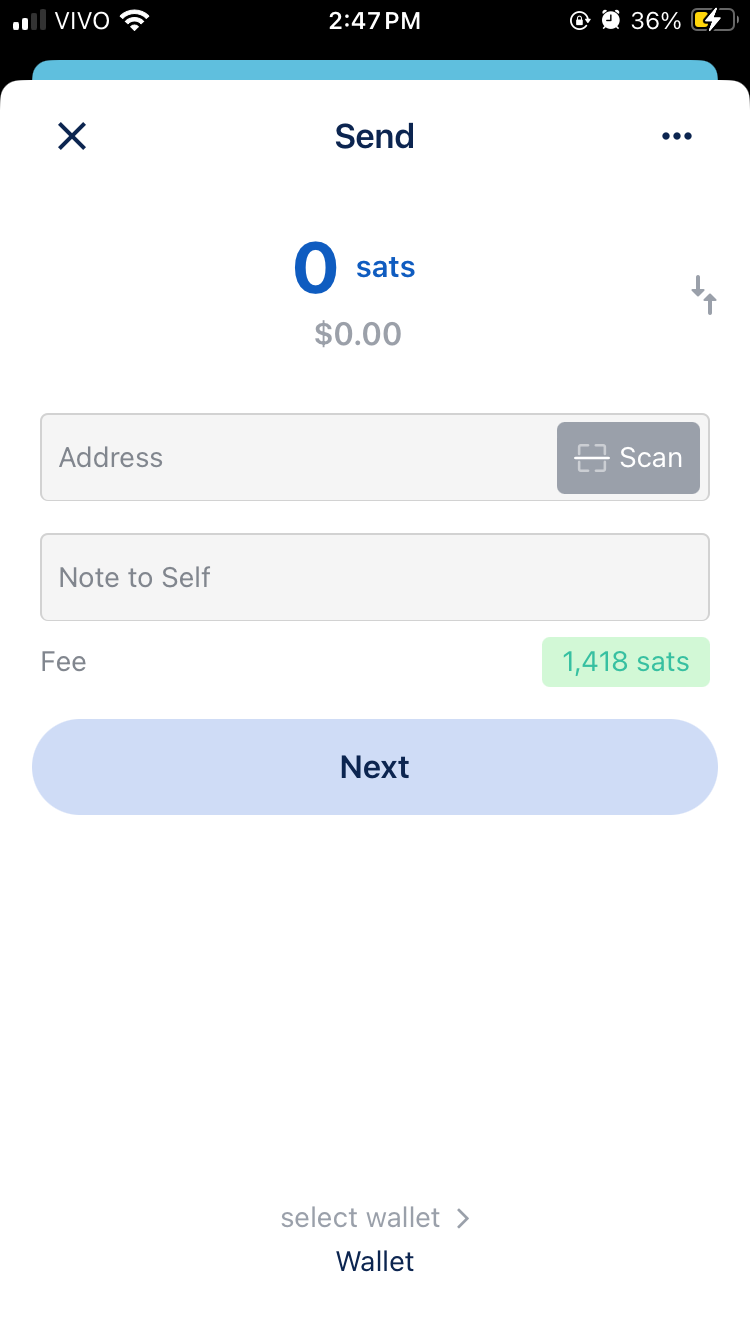 VIVO 2:47 PM 36%
Send
0 sats
$0.00
Address Scan
Note to Self
Fee 1,418 sats
Next
select wallet
Wallet